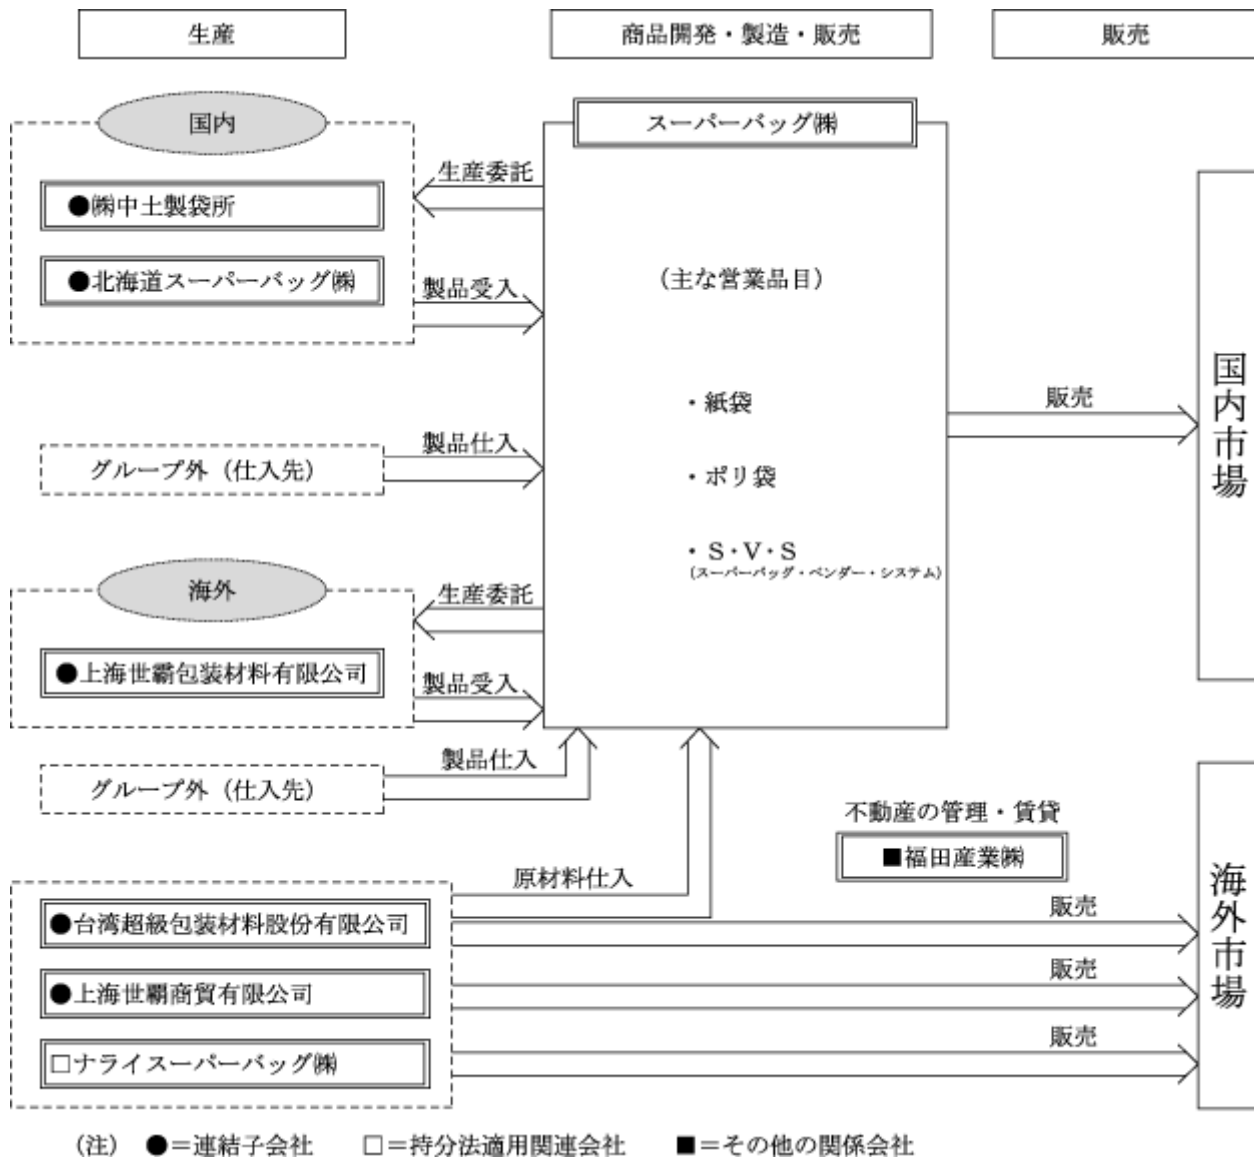 生産
商品開発・製造・販売
販売
国内
スーパーバッグ㈱
生産委託
●㈱中土製袋所
●北海道スーパーバッグ㈱
製品受入
(主な営業品目)
・紙袋
販売
国内市場
製品仕入
グループ外(仕入先)
・ポリ袋
・S・V・S
(スーパーバッグ・ベンダー・システム)
海外
生産委託
●上海世霸包装材料有限公司
製品受入
製品仕入
グループ外(仕入先)
不動産の管理・賃貸
■福田産業㈱
原材料仕入
●台湾超級包装材料股份有限公司
販売
海外市場
●上海世覇商貿有限公司
販売
□ナライスーパーバッグ㈱
販売
(注) ●=連結子会社 □=持分法適用関連会社 ■=その他の関係会社